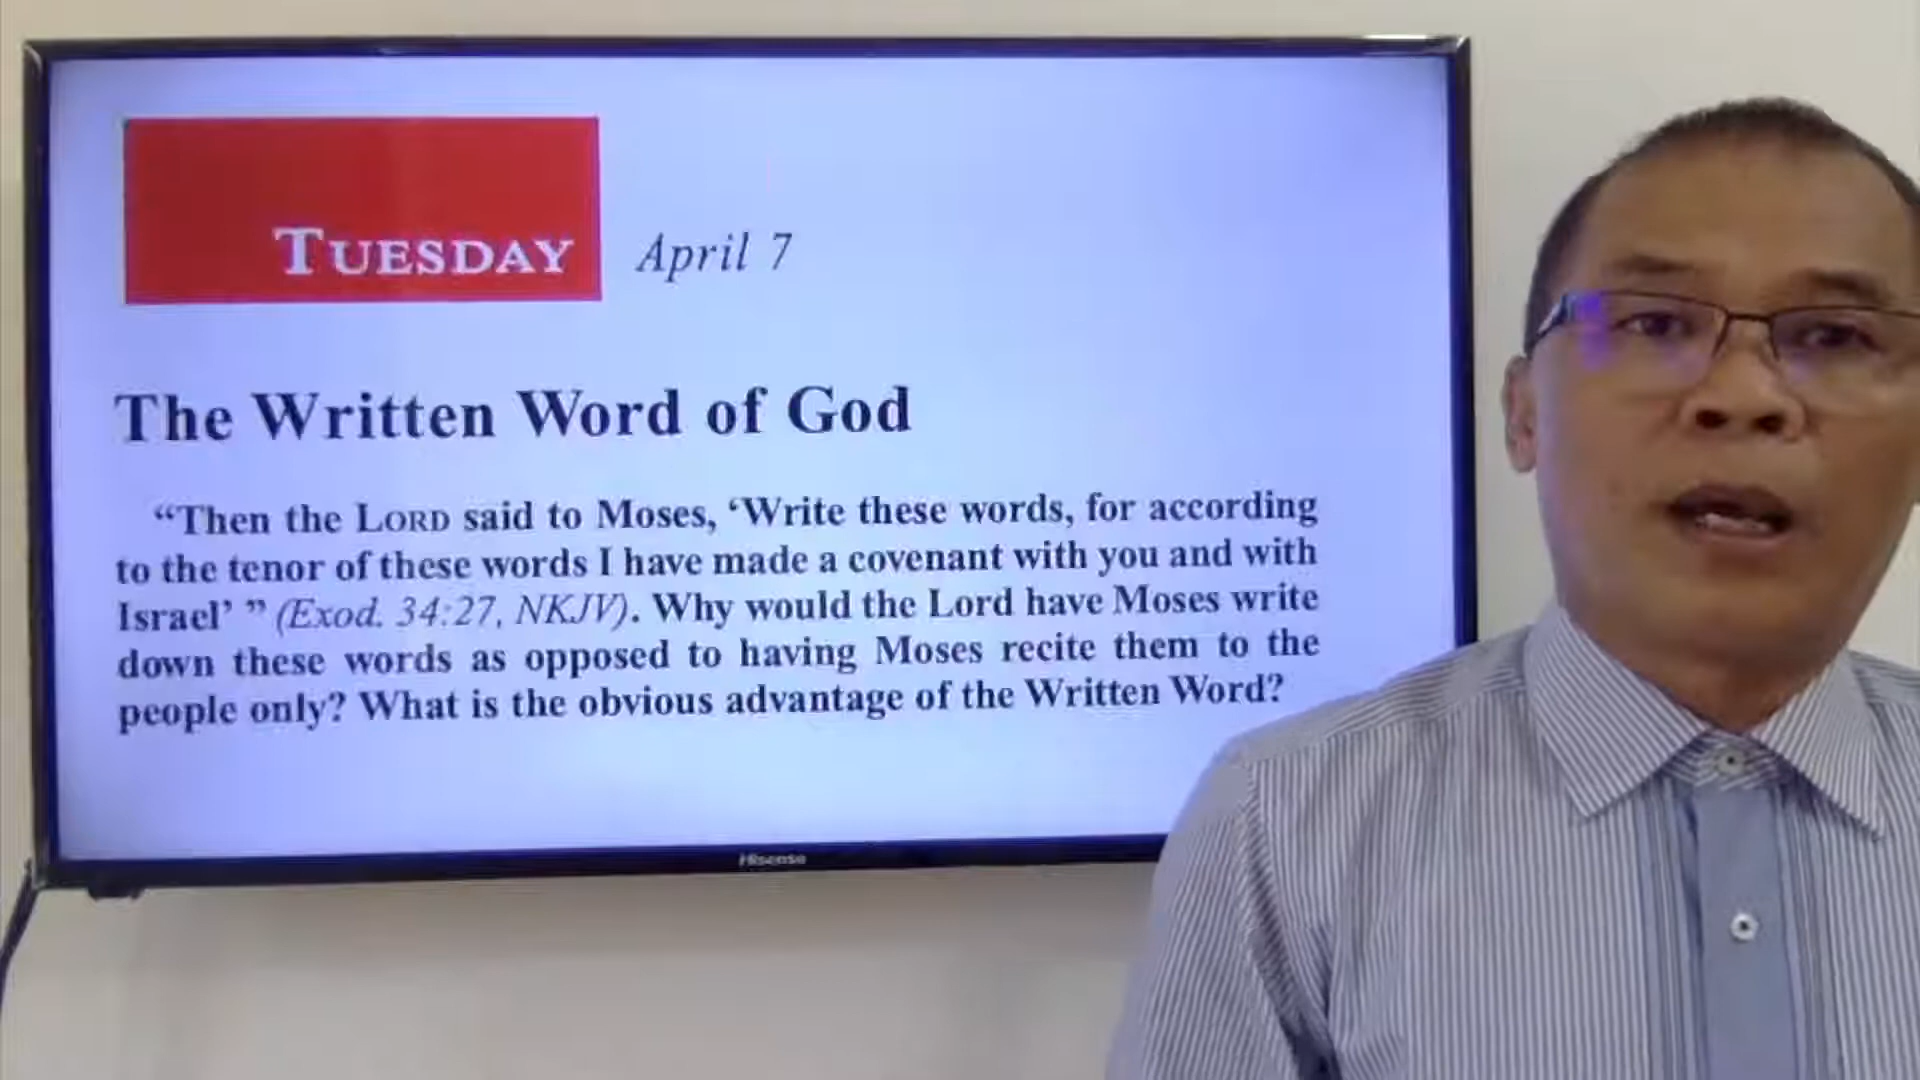 TUESDAY April 7
The Written Word of God
“Then the LORD said to Moses, ‘Write these words, for according
to the tenor of these words I have made a covenant with you and with
Israel’ ” (Exod. 34:27, NKJV). Why would the Lord have Moses write
down these words as opposed to having Moses recite them to the
people only? What is the obvious advantage of the Written Word?
Hisense